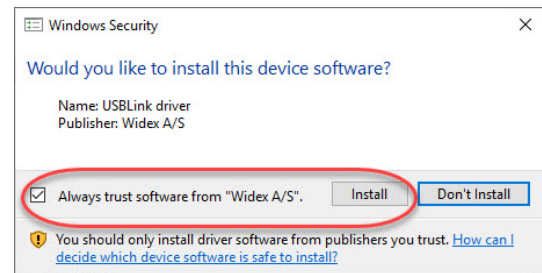 Windows Security
Would you like to install this device software?
Name: USBLink driver
Publisher: Widex A/S
Always trust software from "Widex A/S".
Install
Don't Install
You should only install driver software from publishers you trust. How can I
decide which device software is safe to install?